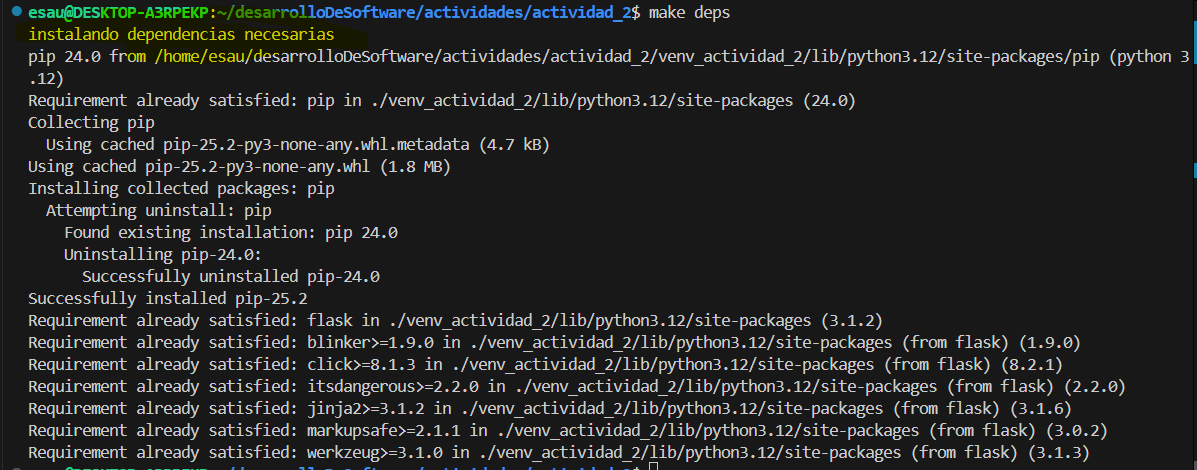 esau@DESKTOP-A3RPEKP:~/desarrolloDeSoftware/actividades/actividad_2$ make deps
instalando dependencias necesarias
pip 24.0 from /home/esau/desarrolloDeSoftware/actividades/actividad_2/venv_actividad_2/lib/python3.12/site-packages/pip (python 3
.12)
Requirement already satisfied: pip in ./venv_actividad_2/lib/python3.12/site-packages (24.0)
Collecting pip
  Using cached pip-25.2-py3-none-any.whl.metadata (4.7 kB)
Using cached pip-25.2-py3-none-any.whl (1.8 MB)
Installing collected packages: pip
  Attempting uninstall: pip
    Found existing installation: pip 24.0
    Uninstalling pip-24.0:
      Successfully uninstalled pip-24.0
Successfully installed pip-25.2
Requirement already satisfied: flask in ./venv_actividad_2/lib/python3.12/site-packages (3.1.2)
Requirement already satisfied: blinker>=1.9.0 in ./venv_actividad_2/lib/python3.12/site-packages (from flask) (1.9.0)
Requirement already satisfied: click>=8.1.3 in ./venv_actividad_2/lib/python3.12/site-packages (from flask) (8.2.1)
Requirement already satisfied: itsdangerous>=2.2.0 in ./venv_actividad_2/lib/python3.12/site-packages (from flask) (2.2.0)
Requirement already satisfied: jinja2>=3.1.2 in ./venv_actividad_2/lib/python3.12/site-packages (from flask) (3.1.6)
Requirement already satisfied: markupsafe>=2.1.1 in ./venv_actividad_2/lib/python3.12/site-packages (from flask) (3.0.2)
Requirement already satisfied: werkzeug>=3.1.0 in ./venv_actividad_2/lib/python3.12/site-packages (from flask) (3.1.3)